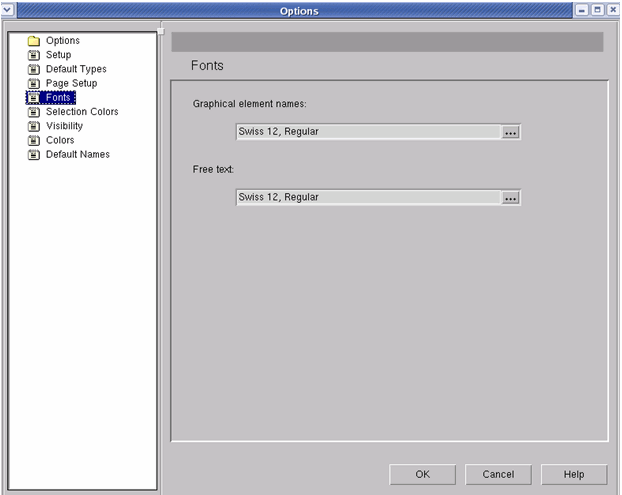 Options
Options
Setup
Default Types
Page Setup
Fonts
Selection Colors
Visibility
Colors
Default Names
Fonts
Graphical element names:
Swiss 12, Regular
...
Free text:
Swiss 12, Regular
...
OK
Cancel
Help